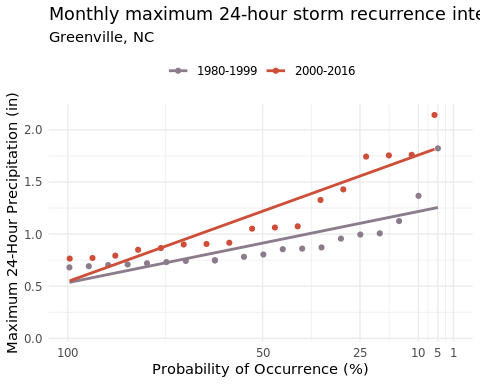 Monthly maximum 24-hour storm recurrence inte
Greenville, NC
1980-1999 2000-2016
Maximum 24-Hour Precipitation (in)
2.0
1.5
1.0
0.5
0.0
100 50 25 10 5 1
Probability of Occurrence (%)